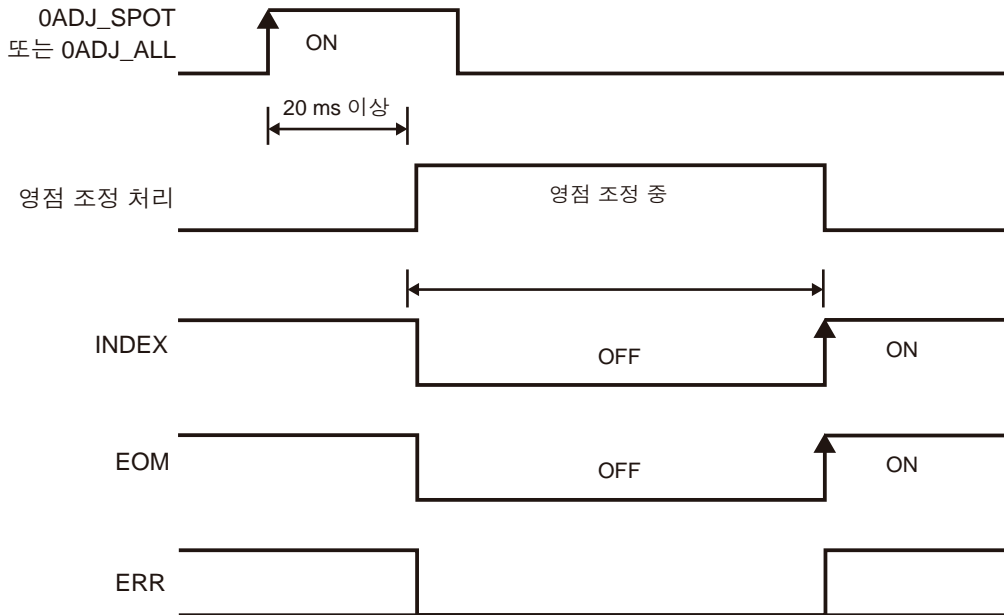 0ADJ_SPOT
또는 0ADJ_ALL
ON
20 ms 이상
영점 조정 처리
영점 조정 중
INDEX
OFF
ON
EOM
OFF
ON
ERR